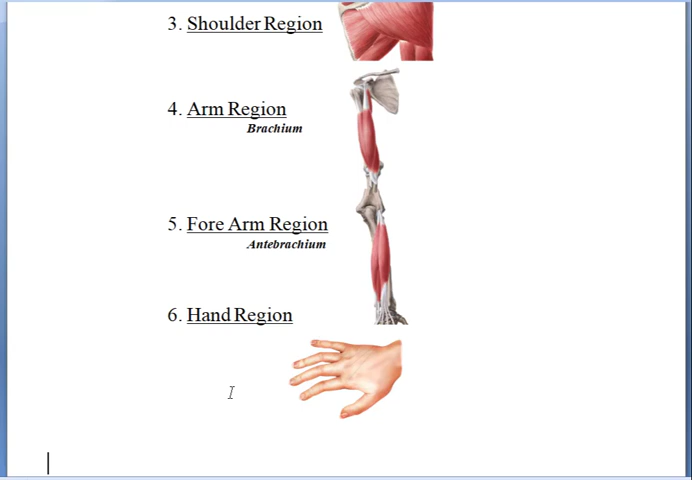 3. Shoulder Region
4. Arm Region
Brachium
5. Fore Arm Region
Antebrachium
6. Hand Region